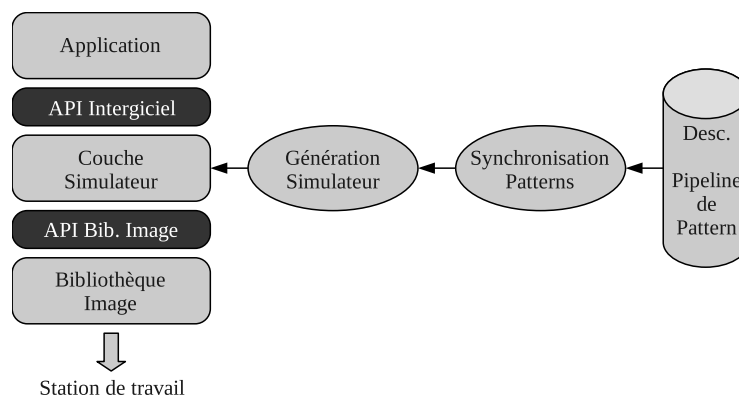 Application
API Intergiciel
Couche
Simulateur
API Bib. Image
Bibliothèque
Image
Station de travail
Génération
Simulateur
Synchronisation
Patterns
Desc.
Pipeline
de
Pattern